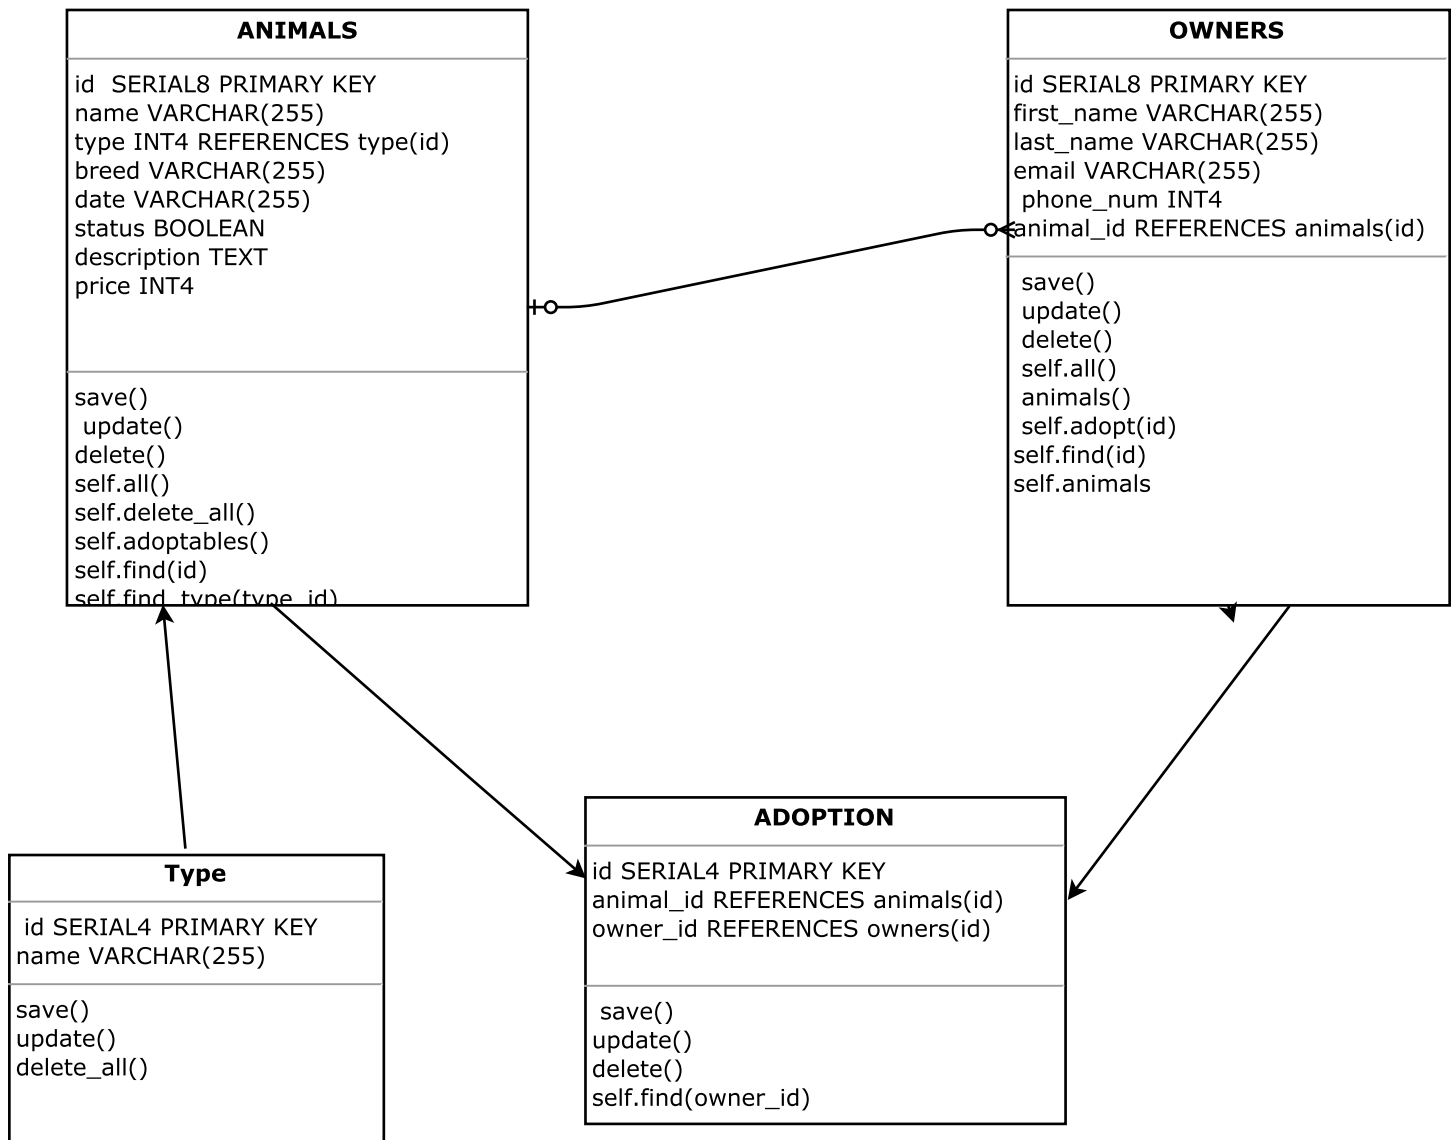 ANIMALS
id  SERIAL8 PRIMARY KEY
name VARCHAR(255)
type INT4 REFERENCES type(id)
breed VARCHAR(255)
date VARCHAR(255)
status BOOLEAN
description TEXT
price INT4
save()
update()
delete()
self.all()
self.delete_all()
self.adoptables()
self.find(id)
self.find_type(type_id)
OWNERS
id SERIAL8 PRIMARY KEY
first_name VARCHAR(255)
last_name VARCHAR(255)
email VARCHAR(255)
phone_num INT4
animal_id REFERENCES animals(id)
save()
update()
delete()
self.all()
animals()
self.adopt(id)
self.find(id)
self.animals
Type
id SERIAL4 PRIMARY KEY
name VARCHAR(255)
save()
update()
delete_all()
ADOPTION
id SERIAL4 PRIMARY KEY
animal_id REFERENCES animals(id)
owner_id REFERENCES owners(id)
save()
update()
delete()
self.find(owner_id)